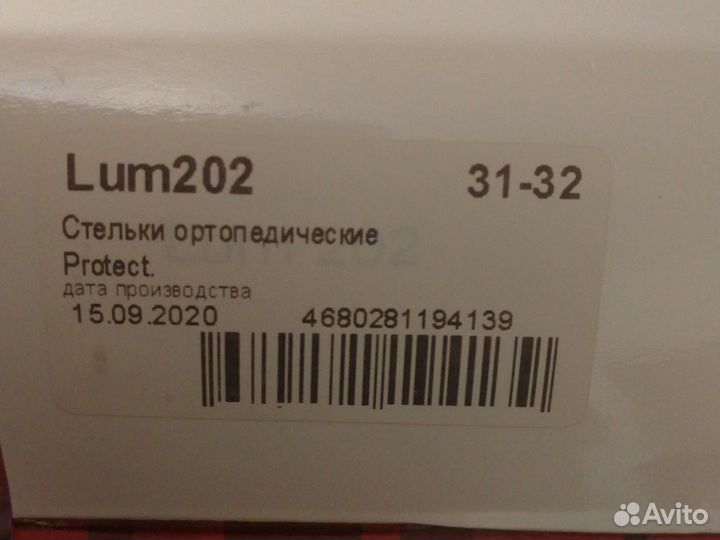 Lum202 31-32
Стельки ортопедические
Protect.
дата производства
15.09.2020 4680281194139
Avito